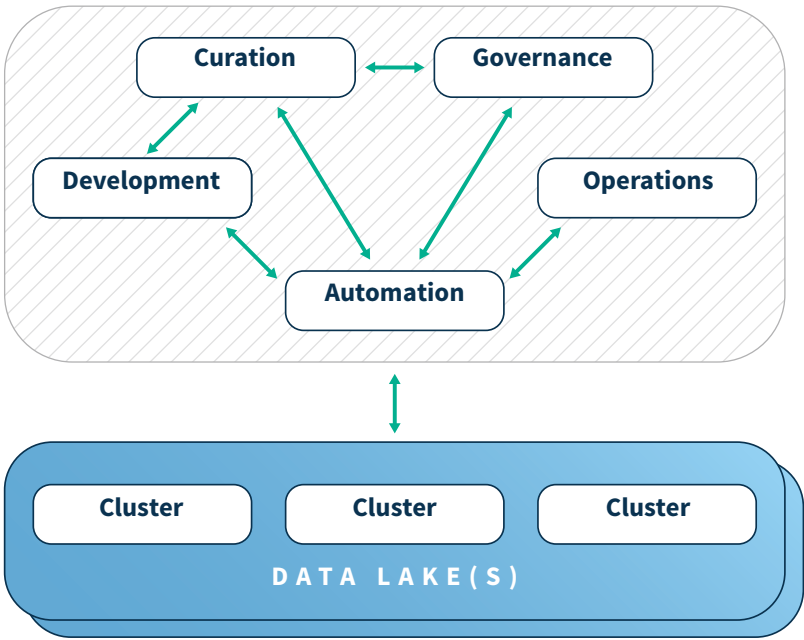 Curation
Governance
Development
Operations
Automation
Cluster
Cluster
Cluster
DATA LAKE(S)